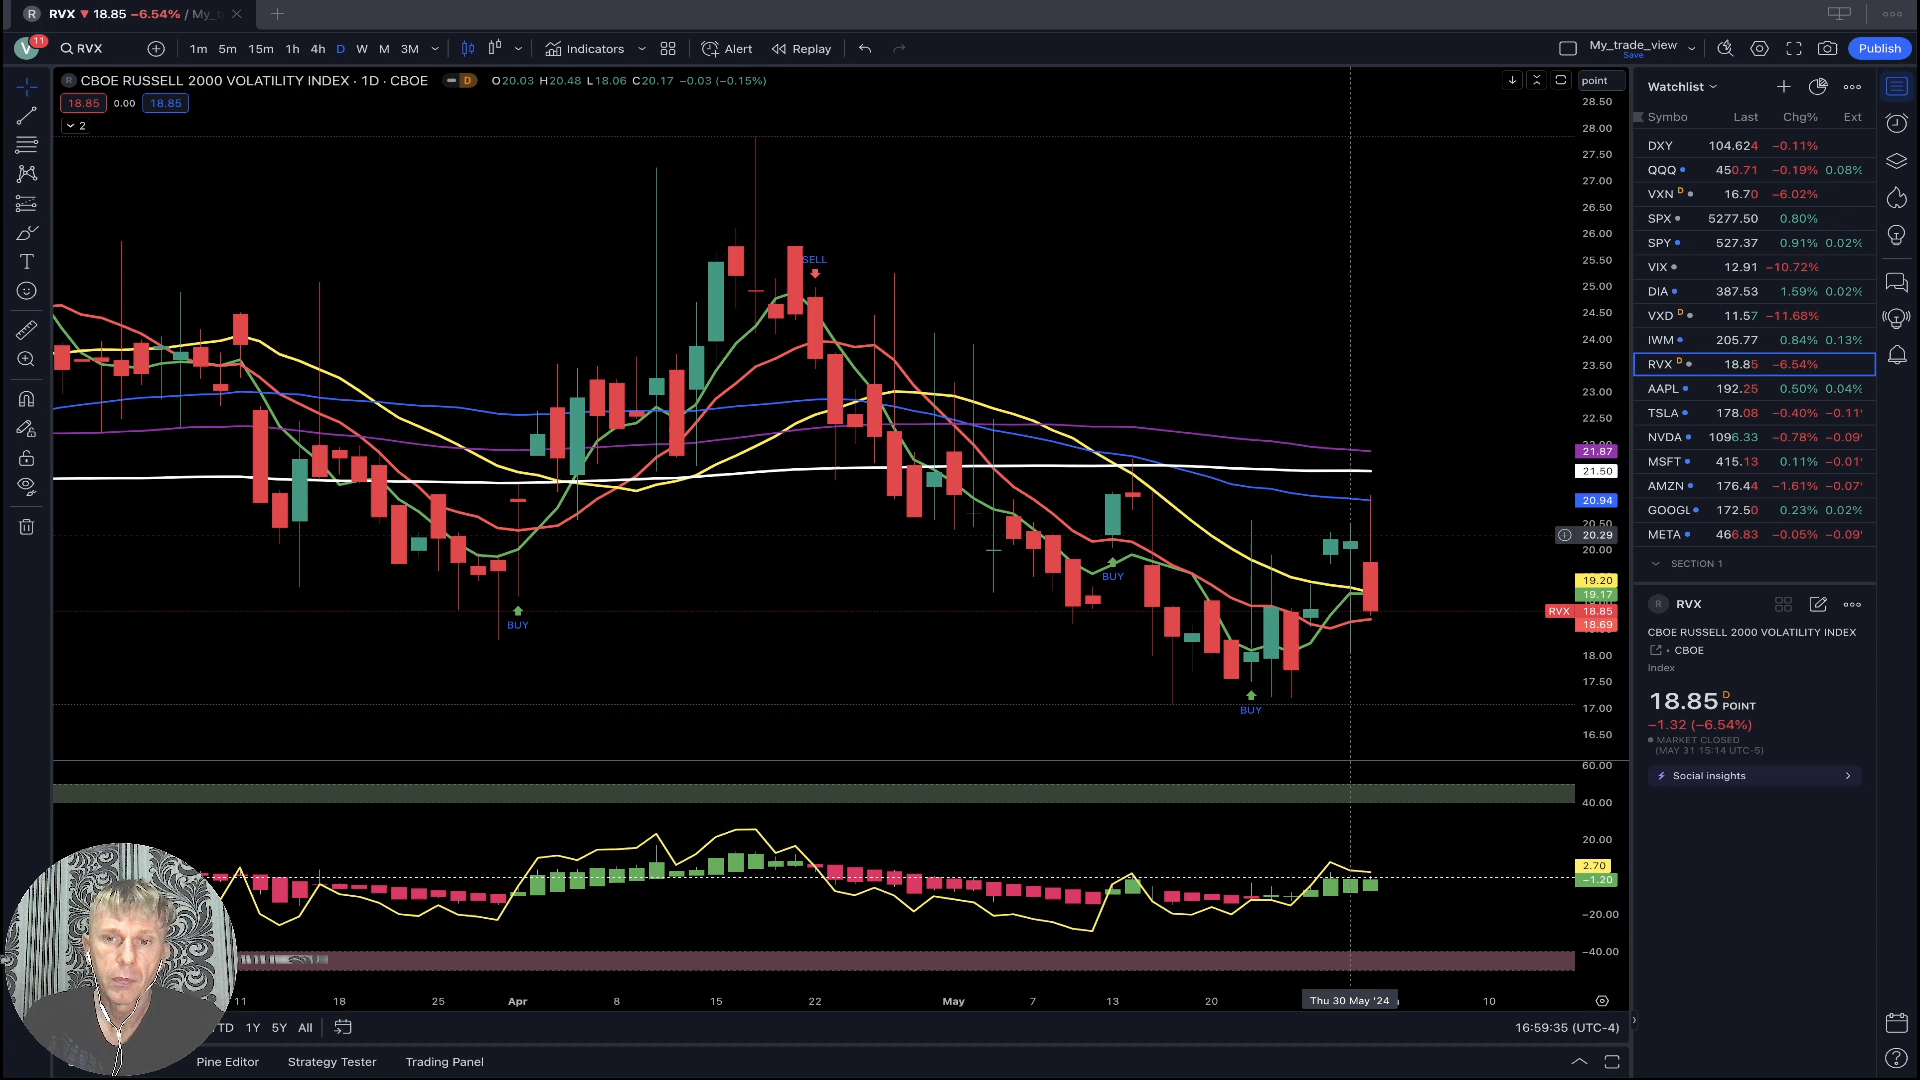 R RVX ▼ 18.85 −6.54% / My_t
V 11 RVX 1m 5m 15m 1h 4h D W M 3M Indicators Alert Replay My_trade_view Save Publish
R CBOE RUSSELL 2000 VOLATILITY INDEX · 1D · CBOE D O20.03 H20.48 L18.06 C20.17 −0.03 (−0.15%)
18.85 0.00 18.85
2
point
28.50
28.00
27.50
27.00
26.50
26.00
25.50
25.00
24.50
24.00
23.50
23.00
22.50
22.00
21.87
21.50
20.94
20.50
20.29
20.00
19.20
19.17
RVX 18.85
18.69
18.00
17.50
17.00
16.50
SELL
BUY
BUY
BUY
60.00
40.00
20.00
2.70
−1.20
−20.00
−40.00
11 18 25 Apr 8 15 22 May 7 13 20 Thu 30 May '24 10
TD 1Y 5Y All
16:59:35 (UTC-4)
Pine Editor Strategy Tester Trading Panel
Watchlist
Symbo Last Chg% Ext
DXY 104.624 −0.11%
QQQ 450.71 −0.19% 0.08%
VXN D 16.70 −6.02%
SPX 5277.50 0.80%
SPY 527.37 0.91% 0.02%
VIX 12.91 −10.72%
DIA 387.53 1.59% 0.02%
VXD D 11.57 −11.68%
IWM 205.77 0.84% 0.13%
RVX D 18.85 −6.54%
AAPL 192.25 0.50% 0.04%
TSLA 178.08 −0.40% −0.11
NVDA 1096.33 −0.78% −0.09
MSFT 415.13 0.11% −0.01
AMZN 176.44 −1.61% −0.07
GOOGL 172.50 0.23% 0.02%
META 466.83 −0.05% −0.09
SECTION 1
R RVX
CBOE RUSSELL 2000 VOLATILITY INDEX
• CBOE
Index
18.85 D POINT
−1.32 (−6.54%)
MARKET CLOSED
(MAY 31 15:14 UTC-5)
Social insights